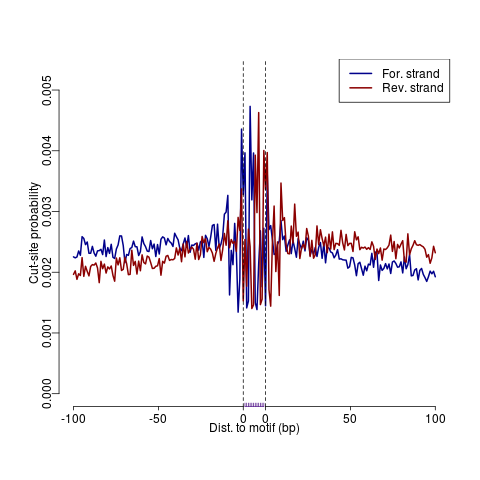 For. strand
Rev. strand
Cut-site probability
0.005
0.004
0.003
0.002
0.001
0.000
-100 -50 0 0 50 100
Dist. to motif (bp)